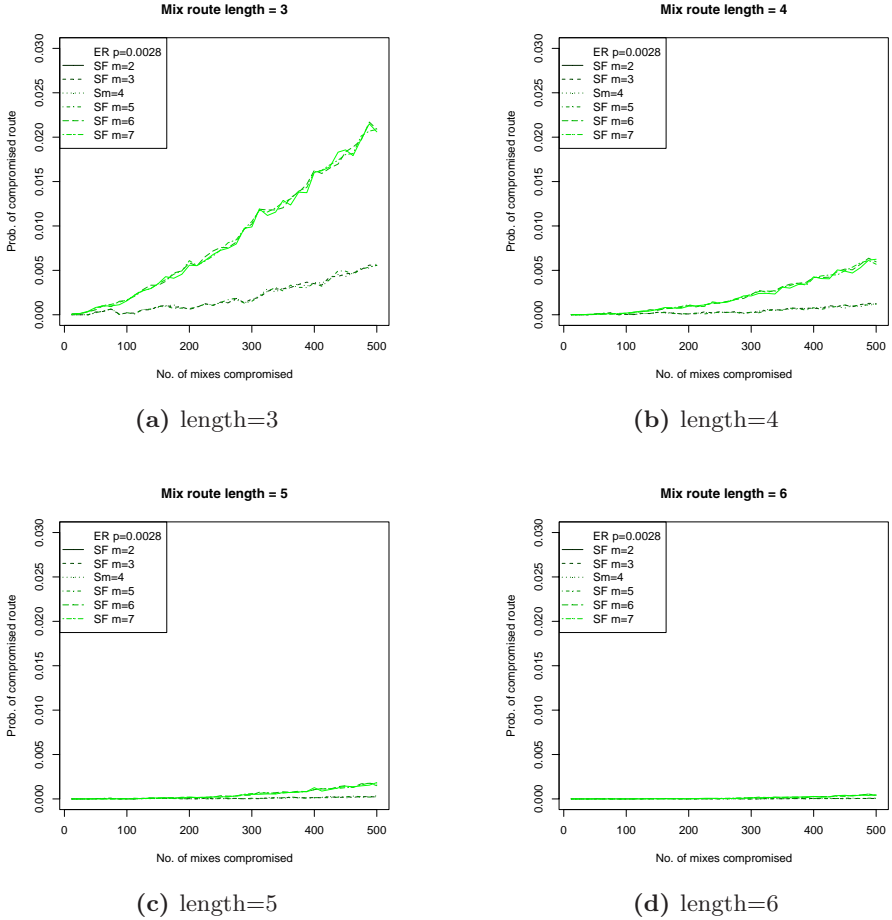 Mix route length = 3
Prob. of compromised route
0.030
0.025
0.020
0.015
0.010
0.005
0.000
ER p=0.0028
SF m=2
SF m=3
Sm=4
SF m=5
SF m=6
SF m=7
0 100 200 300 400 500
No. of mixes compromised
(a) length=3
Mix route length = 4
Prob. of compromised route
0.030
0.025
0.020
0.015
0.010
0.005
0.000
ER p=0.0028
SF m=2
SF m=3
Sm=4
SF m=5
SF m=6
SF m=7
0 100 200 300 400 500
No. of mixes compromised
(b) length=4
Mix route length = 5
Prob. of compromised route
0.030
0.025
0.020
0.015
0.010
0.005
0.000
ER p=0.0028
SF m=2
SF m=3
Sm=4
SF m=5
SF m=6
SF m=7
0 100 200 300 400 500
No. of mixes compromised
(c) length=5
Mix route length = 6
Prob. of compromised route
0.030
0.025
0.020
0.015
0.010
0.005
0.000
ER p=0.0028
SF m=2
SF m=3
Sm=4
SF m=5
SF m=6
SF m=7
0 100 200 300 400 500
No. of mixes compromised
(d) length=6